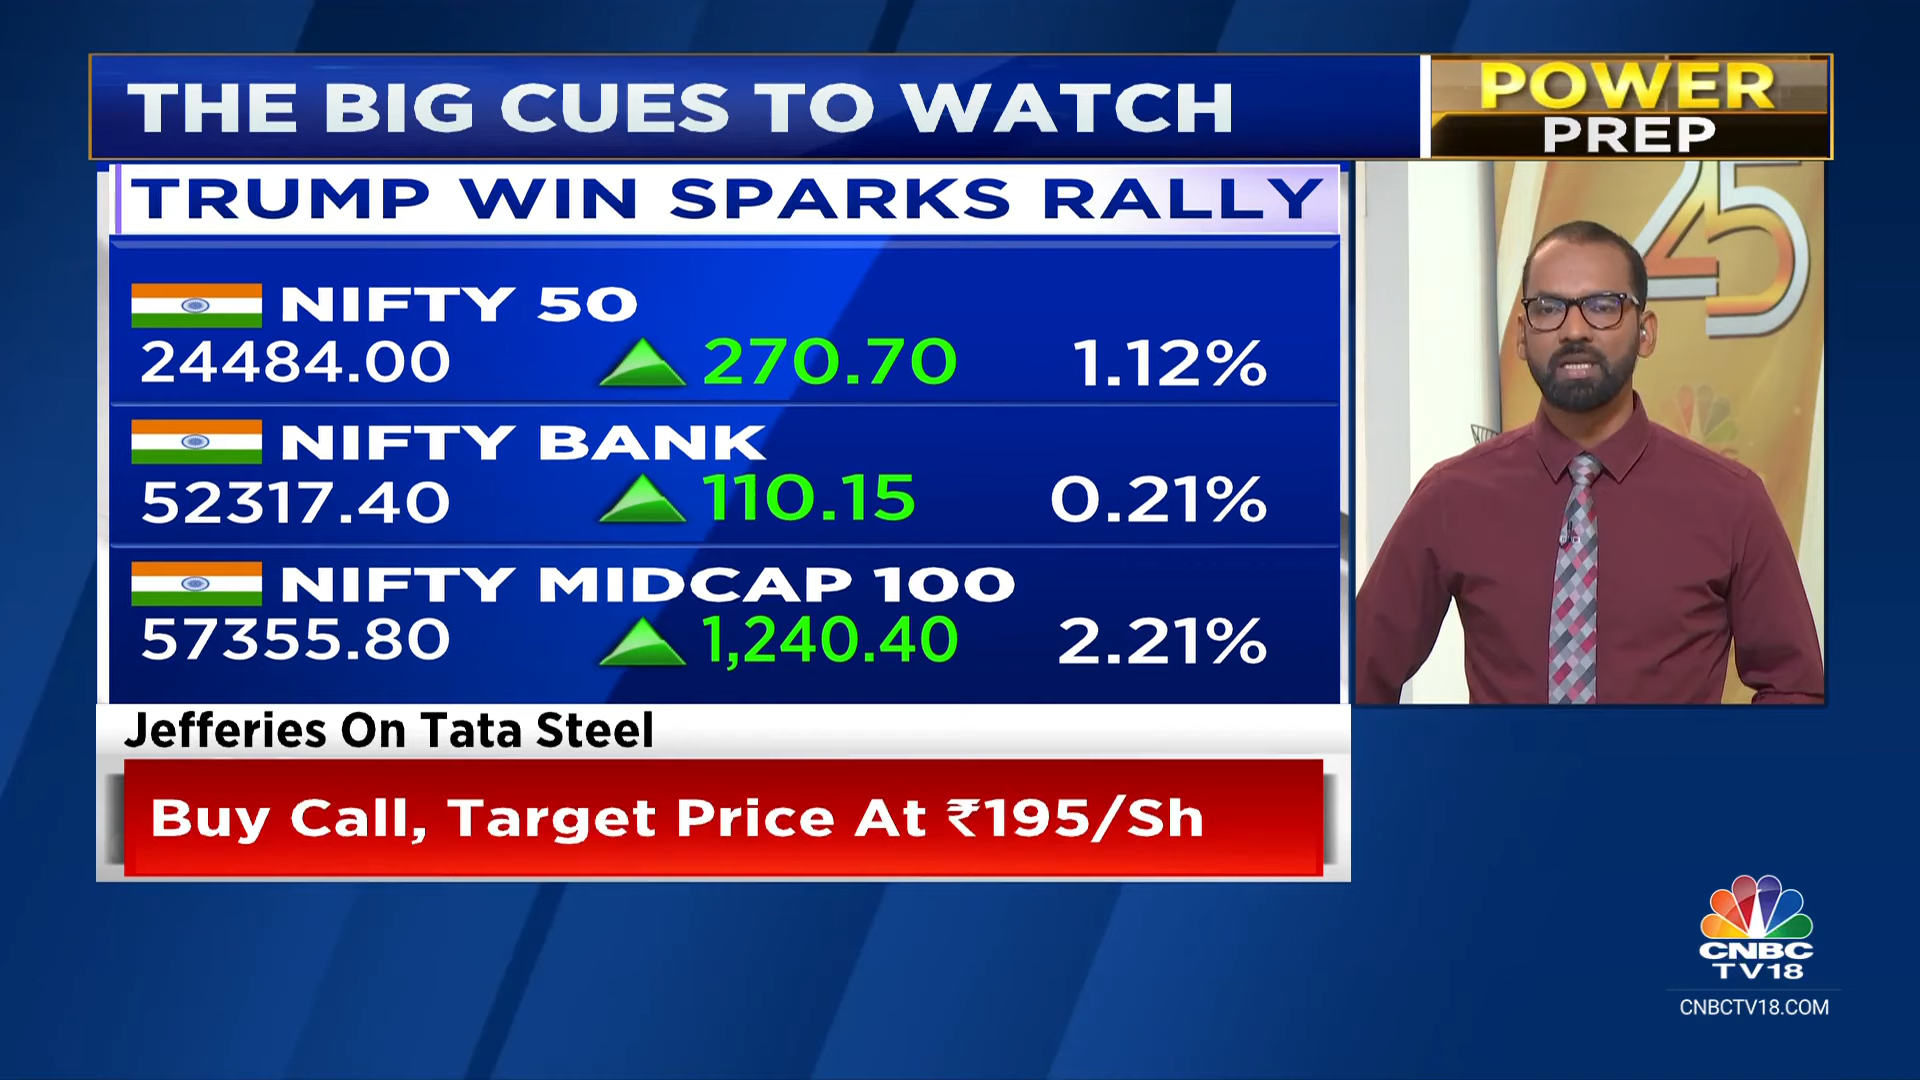 THE BIG CUES TO WATCH
POWER
PREP
TRUMP WIN SPARKS RALLY
NIFTY 50
24484.00 270.70 1.12%
NIFTY BANK
52317.40 110.15 0.21%
NIFTY MIDCAP 100
57355.80 1,240.40 2.21%
25
Jefferies On Tata Steel
Buy Call, Target Price At ₹195/Sh
CNBC
TV18
CNBCTV18.COM